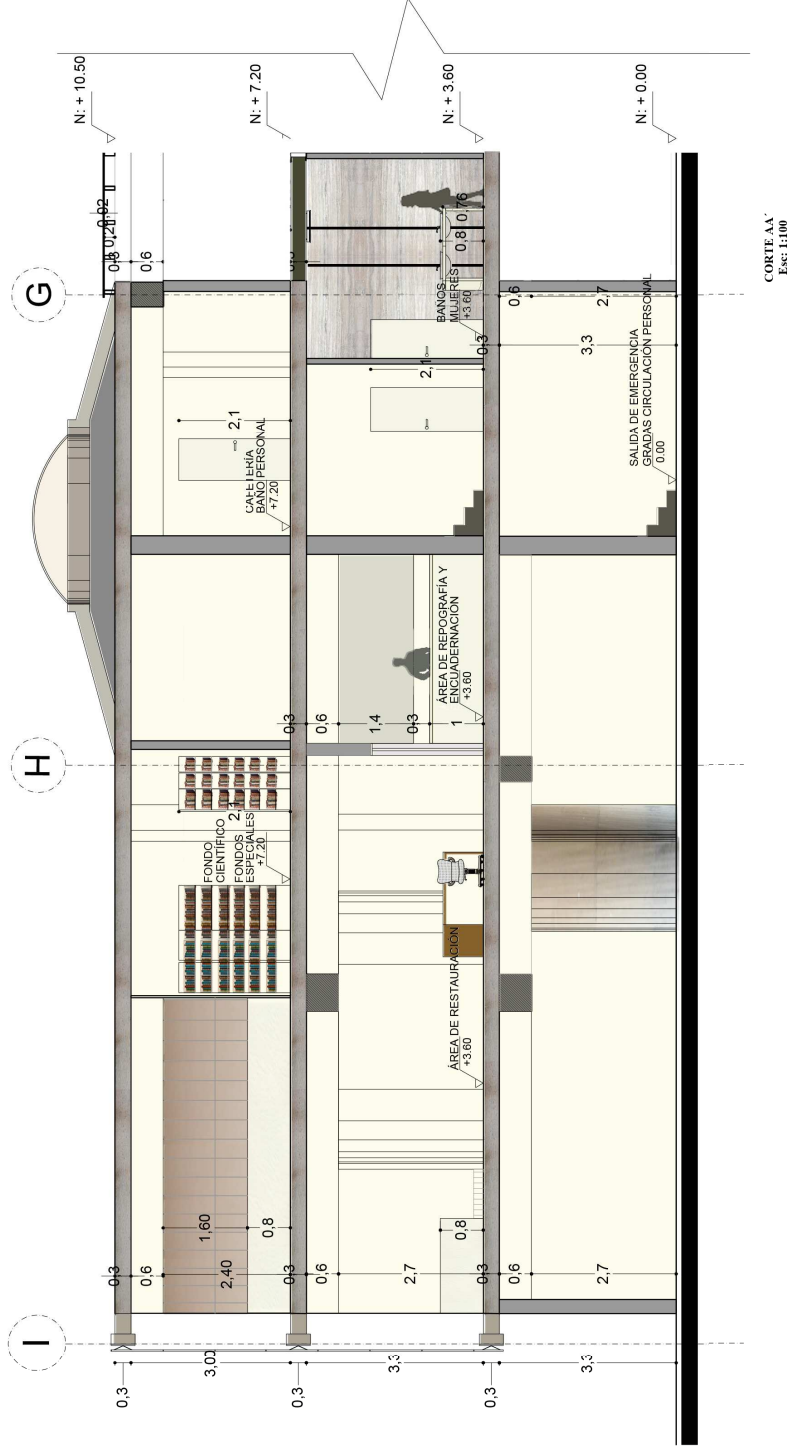 I
H
G
N: + 10.50
N: + 7.20
N: + 3.60
N: + 0.00
0,3
3,00
0,3
3,3
0,3
3,3
0,3
0,6
2,40
1,60
0,8
0,3
0,6
2,7
0,8
0,3
0,6
2,7
FONDO
CIENTÍFICO
FONDOS
ESPECIALES
+7.20
2,1
CAFETERÍA
BAÑO PERSONAL
+7.20
2,1
0,3
0,6
ÁREA DE RESTAURACIÓN
+3.60
0,3
0,6
1,4
0,3
1
ÁREA DE REPOGRAFÍA Y
ENCUADERNACIÓN
+3.60
2,1
BAÑOS
MUJERES
+3.60
0,8
0,76
0,3
0,6
3,3
2,7
SALIDA DE EMERGENCIA
GRADAS CIRCULACIÓN PERSONAL
0.00
CORTE AA´
Esc: 1:100